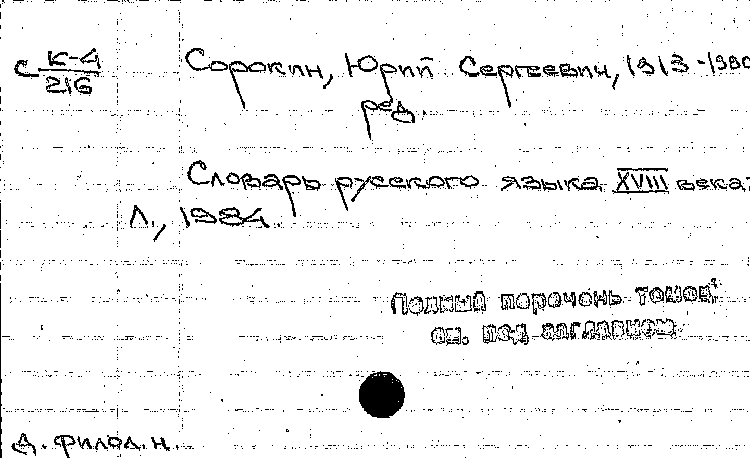 С К-4/216 Сорокин, Юрий Сергеевич, 1913-1990
ред.
Словарь русского языка XVIII века:
Л., 1984.
Полный перечень томов,
см. под заглавием
д. филол. н.